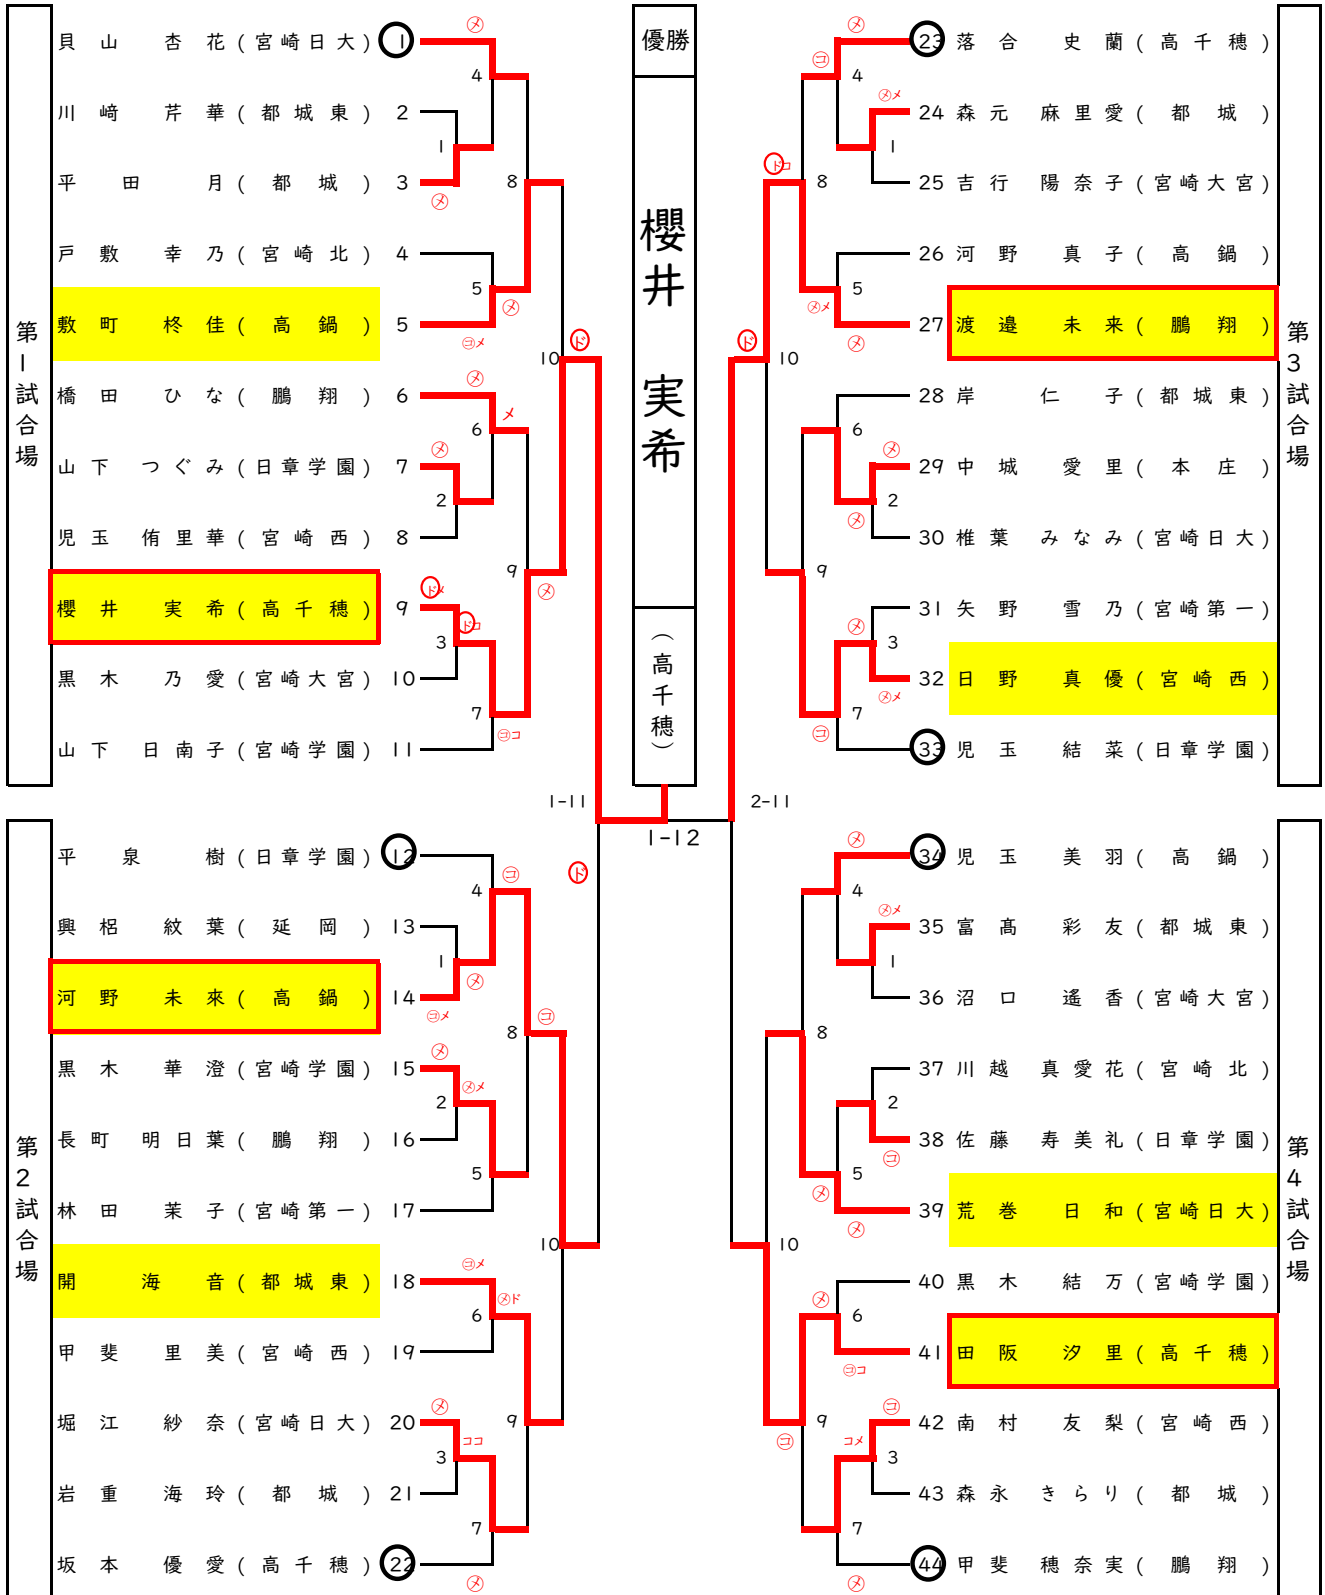 優勝
櫻井 実希
(高千穂)
第1試合場
貝山 杏花(宮崎日大) 1
川﨑 芹華(都城東) 2
平田 月(都城) 3
戸敷 幸乃(宮崎北) 4
敷町 柊佳(高鍋) 5
橋田 ひな(鵬翔) 6
山下 つぐみ(日章学園) 7
児玉 侑里華(宮崎西) 8
櫻井 実希(高千穂) 9
黒木 乃愛(宮崎大宮) 10
山下 日南子(宮崎学園) 11
第2試合場
平泉 樹(日章学園) 12
興梠 紋葉(延岡) 13
河野 未來(高鍋) 14
黒木 華澄(宮崎学園) 15
長町 明日葉(鵬翔) 16
林田 茉子(宮崎第一) 17
開 海音(都城東) 18
甲斐 里美(宮崎西) 19
堀江 紗奈(宮崎日大) 20
岩重 海玲(都城) 21
坂本 優愛(高千穂) 22
第3試合場
23 落合 史蘭(高千穂)
24 森元 麻里愛(都城)
25 吉行 陽奈子(宮崎大宮)
26 河野 真子(高鍋)
27 渡邉 未来(鵬翔)
28 岸 仁子(都城東)
29 中城 愛里(本庄)
30 椎葉 みなみ(宮崎日大)
31 矢野 雪乃(宮崎第一)
32 日野 真優(宮崎西)
33 児玉 結菜(日章学園)
第4試合場
34 児玉 美羽(高鍋)
35 富髙 彩友(都城東)
36 沼口 遙香(宮崎大宮)
37 川越 真愛花(宮崎北)
38 佐藤 寿美礼(日章学園)
39 荒巻 日和(宮崎日大)
40 黒木 結万(宮崎学園)
41 田阪 汐里(高千穂)
42 南村 友梨(宮崎西)
43 森永 きらり(都城)
44 甲斐 穂奈実(鵬翔)
1-11
2-11
1-12